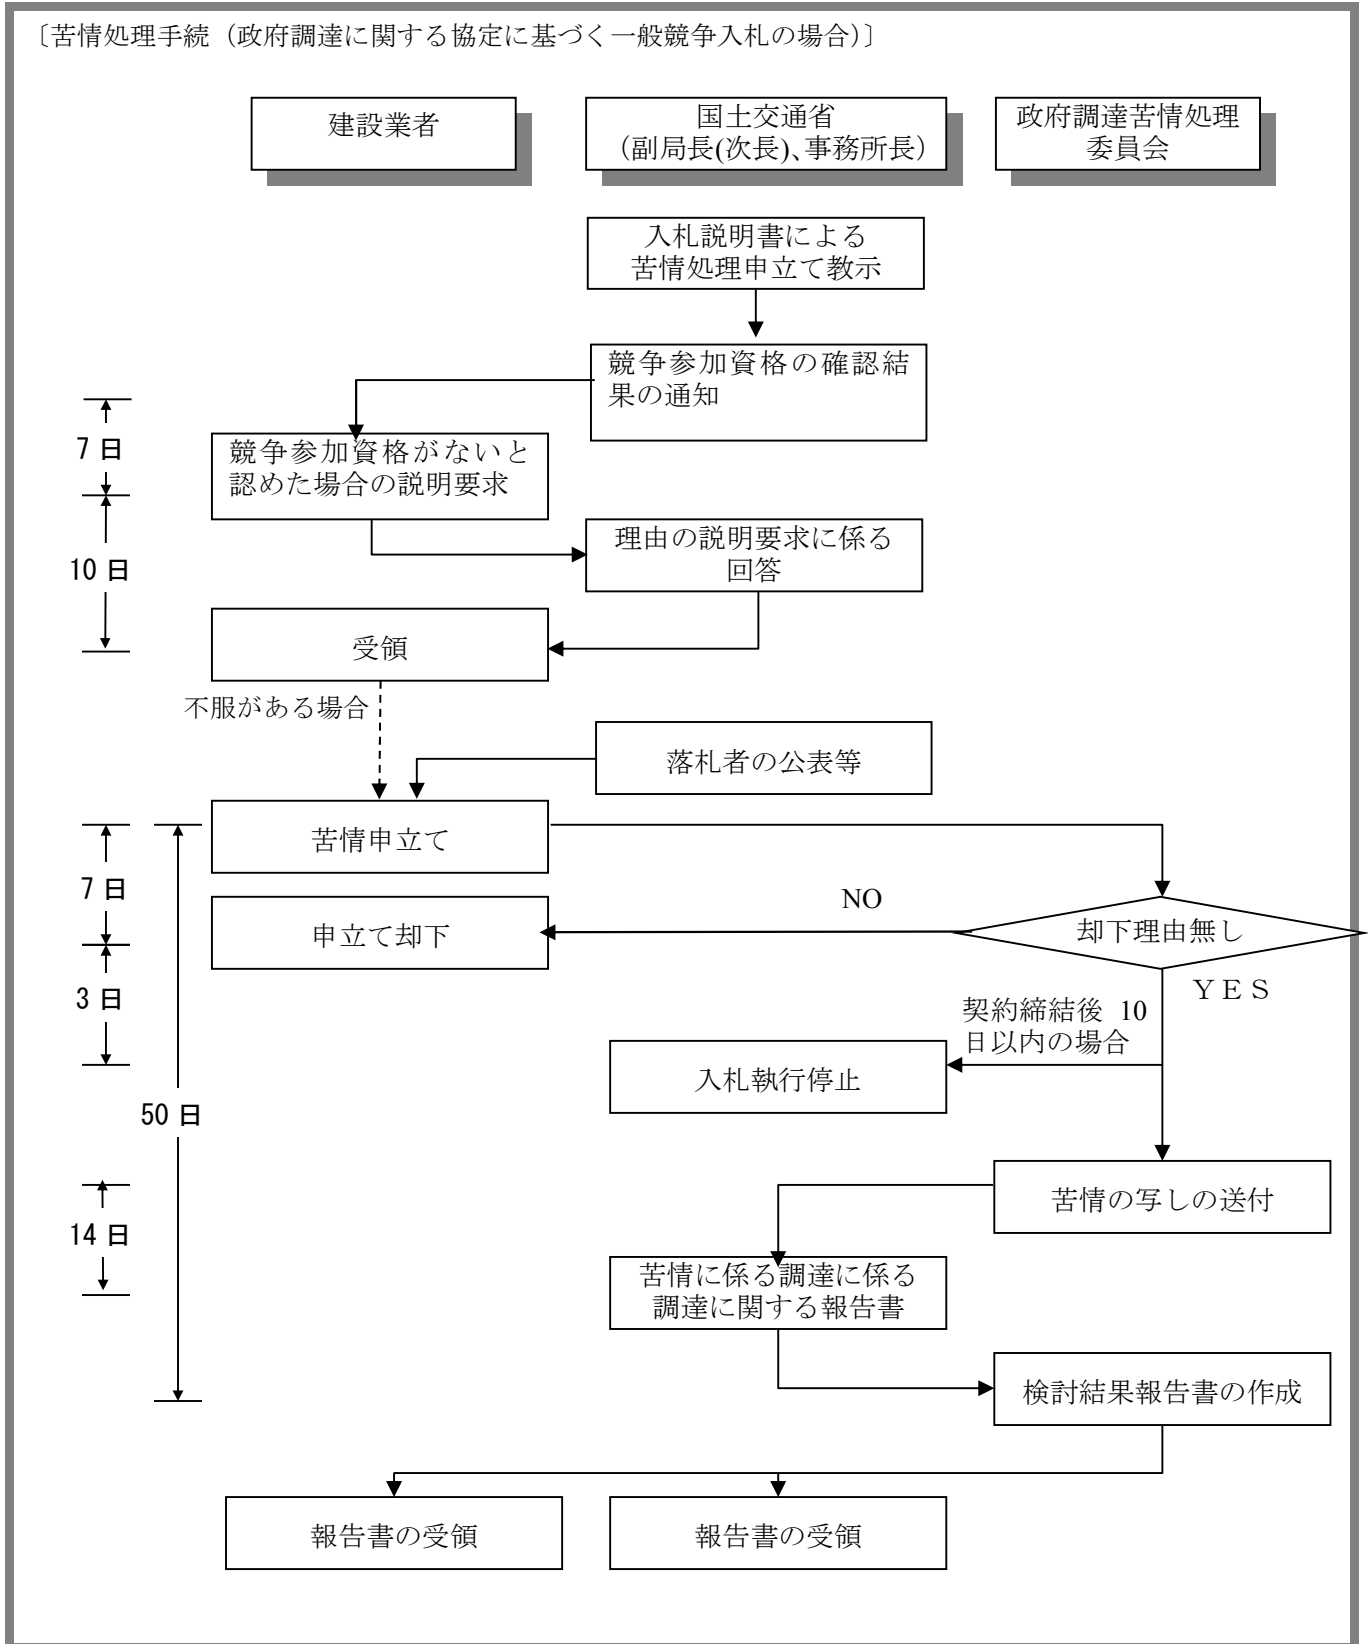 〔苦情処理手続（政府調達に関する協定に基づく一般競争入札の場合）〕
建設業者
国土交通省
（副局長(次長)、事務所長）
政府調達苦情処理
委員会
入札説明書による
苦情処理申立て教示
競争参加資格の確認結
果の通知
7 日
競争参加資格がないと
認めた場合の説明要求
10 日
理由の説明要求に係る
回答
受領
不服がある場合
落札者の公表等
苦情申立て
7 日
NO
申立て却下
却下理由無し
3 日
ＹＥＳ
契約締結後 10
日以内の場合
入札執行停止
50 日
苦情の写しの送付
14 日
苦情に係る調達に係る
調達に関する報告書
検討結果報告書の作成
報告書の受領
報告書の受領